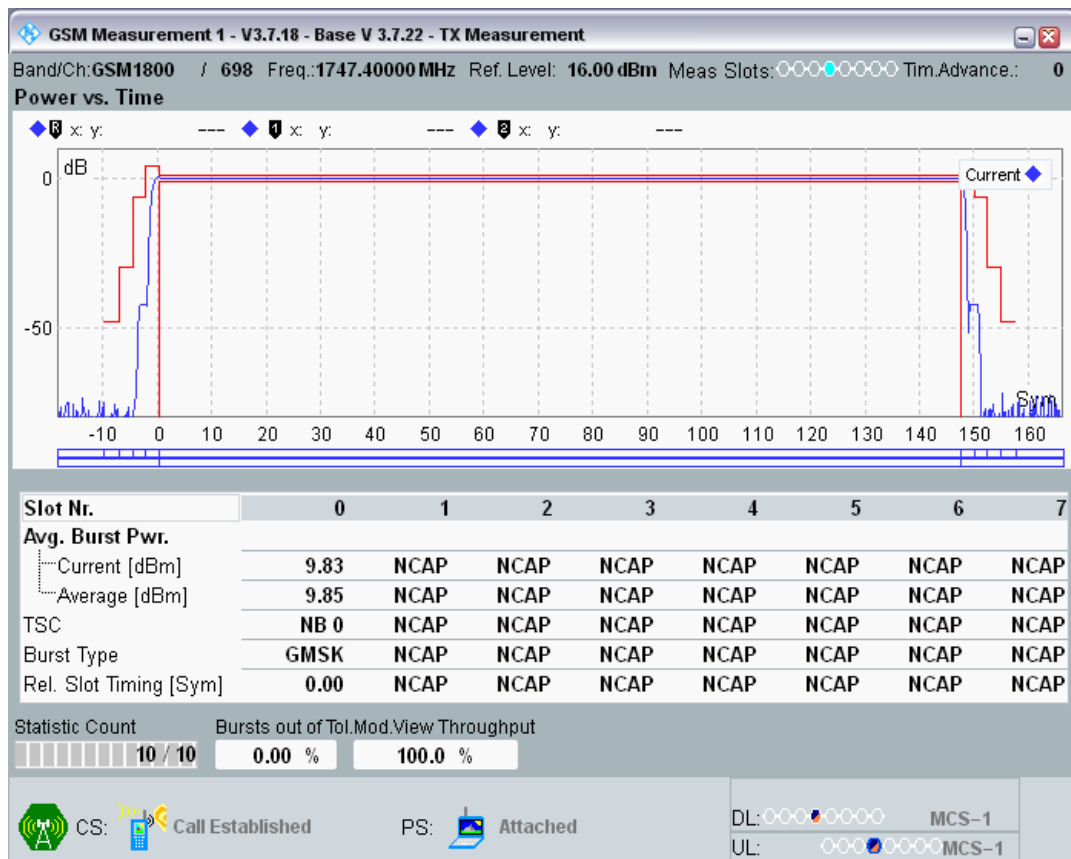 GSM Measurement 1 - V3.7.18 - Base V 3.7.22 - TX Measurement
Band/Ch:GSM1800 / 698 Freq.:1747.40000 MHz Ref. Level: 16.00 dBm Meas Slots: Tim.Advance.: 0
Power vs. Time
R x: y: --- 1 x: y: --- 2 x: y: ---
dB
Current
0
-50
Sym
-10 0 10 20 30 40 50 60 70 80 90 100 110 120 130 140 150 160
Slot Nr. 0 1 2 3 4 5 6 7
Avg. Burst Pwr.
Current [dBm] 9.83 NCAP NCAP NCAP NCAP NCAP NCAP NCAP
Average [dBm] 9.85 NCAP NCAP NCAP NCAP NCAP NCAP NCAP
TSC NB 0 NCAP NCAP NCAP NCAP NCAP NCAP NCAP
Burst Type GMSK NCAP NCAP NCAP NCAP NCAP NCAP NCAP
Rel. Slot Timing [Sym] 0.00 NCAP NCAP NCAP NCAP NCAP NCAP NCAP
Statistic Count Bursts out of Tol.Mod.View Throughput
10 / 10 0.00 % 100.0 %
CS: Call Established PS: Attached
DL: MCS-1
UL: MCS-1